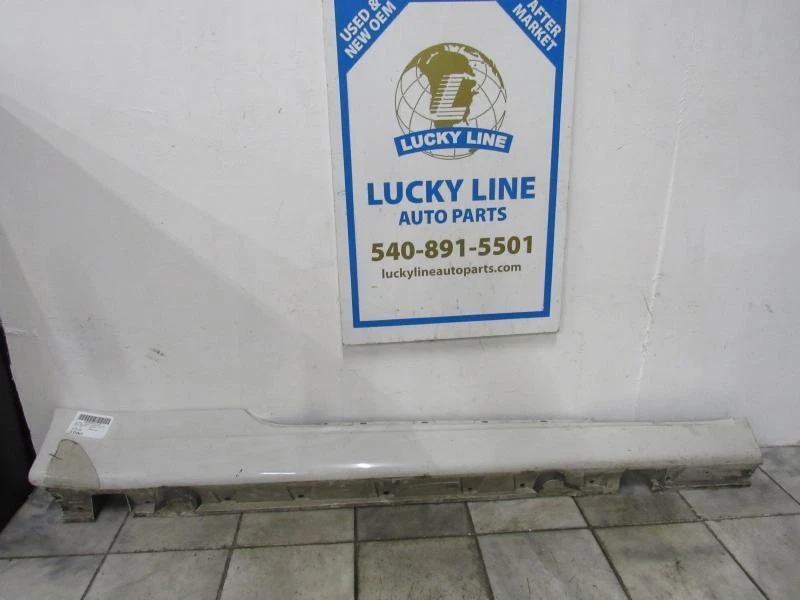 USED &
NEW OEM
AFTER
MARKET
L
LUCKY LINE
LUCKY LINE
AUTO PARTS
540-891-5501
luckylineautoparts.com